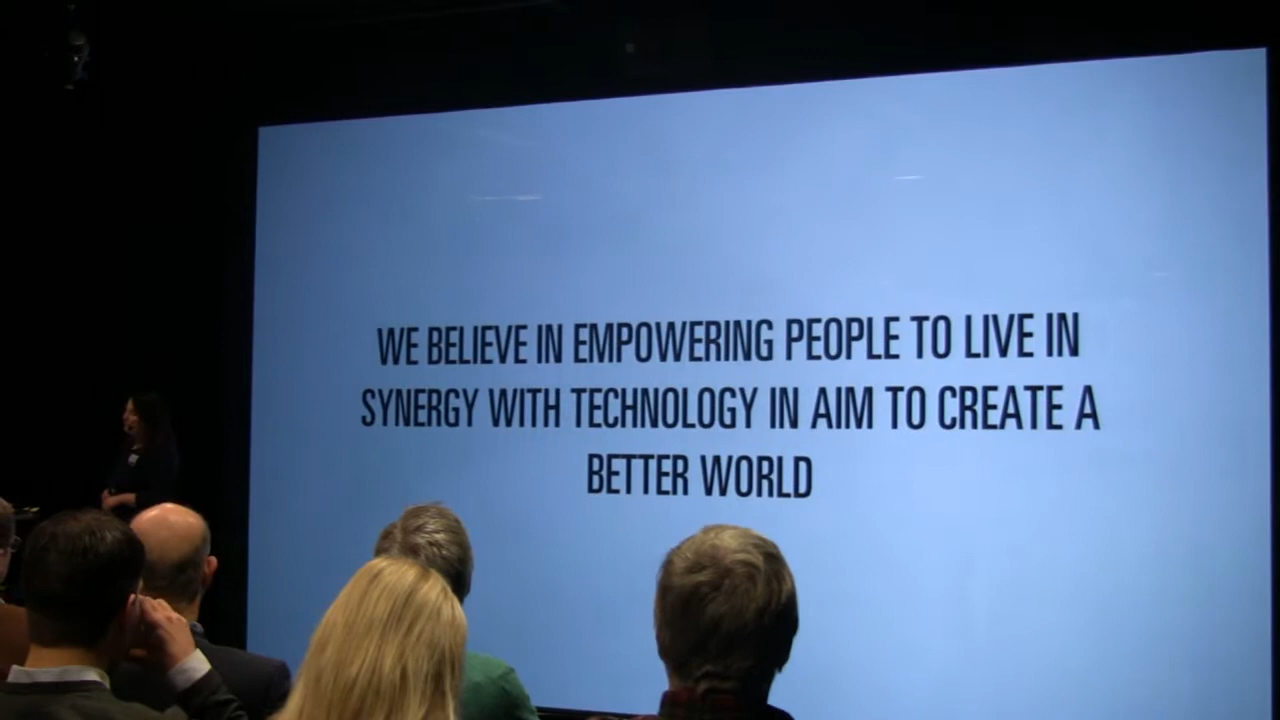 WE BELIEVE IN EMPOWERING PEOPLE TO LIVE IN
SYNERGY WITH TECHNOLOGY IN AIM TO CREATE A
BETTER WORLD